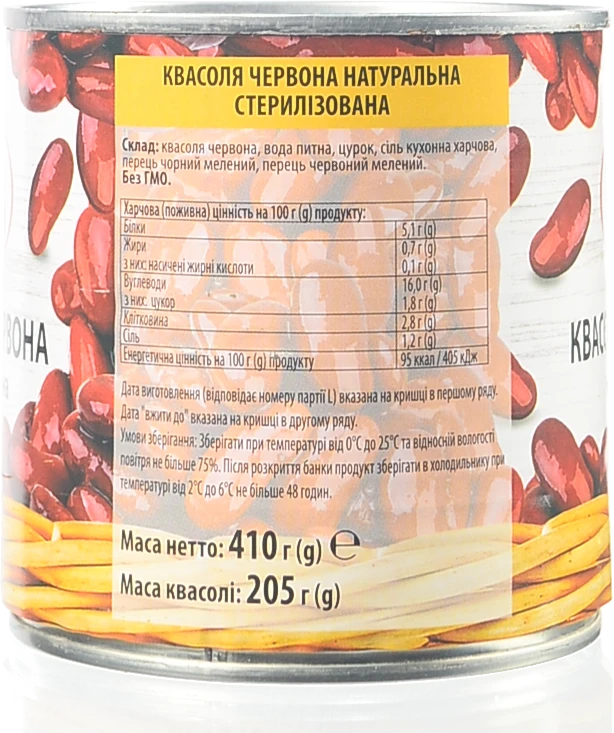 КВАСОЛЯ ЧЕРВОНА НАТУРАЛЬНА
СТЕРИЛІЗОВАНА
Склад: квасоля червона, вода питна, цурок, сіль кухонна харчова,
перець чорний мелений, перець червоний мелений.
Без ГМО.
Харчова (поживна) цінність на 100 г (g) продукту:
Білки 5,1 г (g)
Жири 0,7 г (g)
з них: насичені жирні кислоти 0,1 г (g)
Вуглеводи 16,0 г (g)
з них: цукор 1,8 г (g)
Клітковина 2,8 г (g)
Сіль 1,2 г (g)
Енергетична цінність на 100 г (g) продукту 95 ккал / 405 кДж
Дата виготовлення (відповідає номеру партії L) вказана на кришці в першому ряду.
Дата "вжити до" вказана на кришці в другому ряду.
Умови зберігання: Зберігати при температурі від 0°С до 25°С та відносній вологості
повітря не більше 75%. Після розкриття банки продукт зберігати в холодильнику при
температурі від 2°С до 6°С не більше 48 годин.
Маса нетто: 410 г (g) ℮
Маса квасолі: 205 г (g)
ВОНА
КВАС